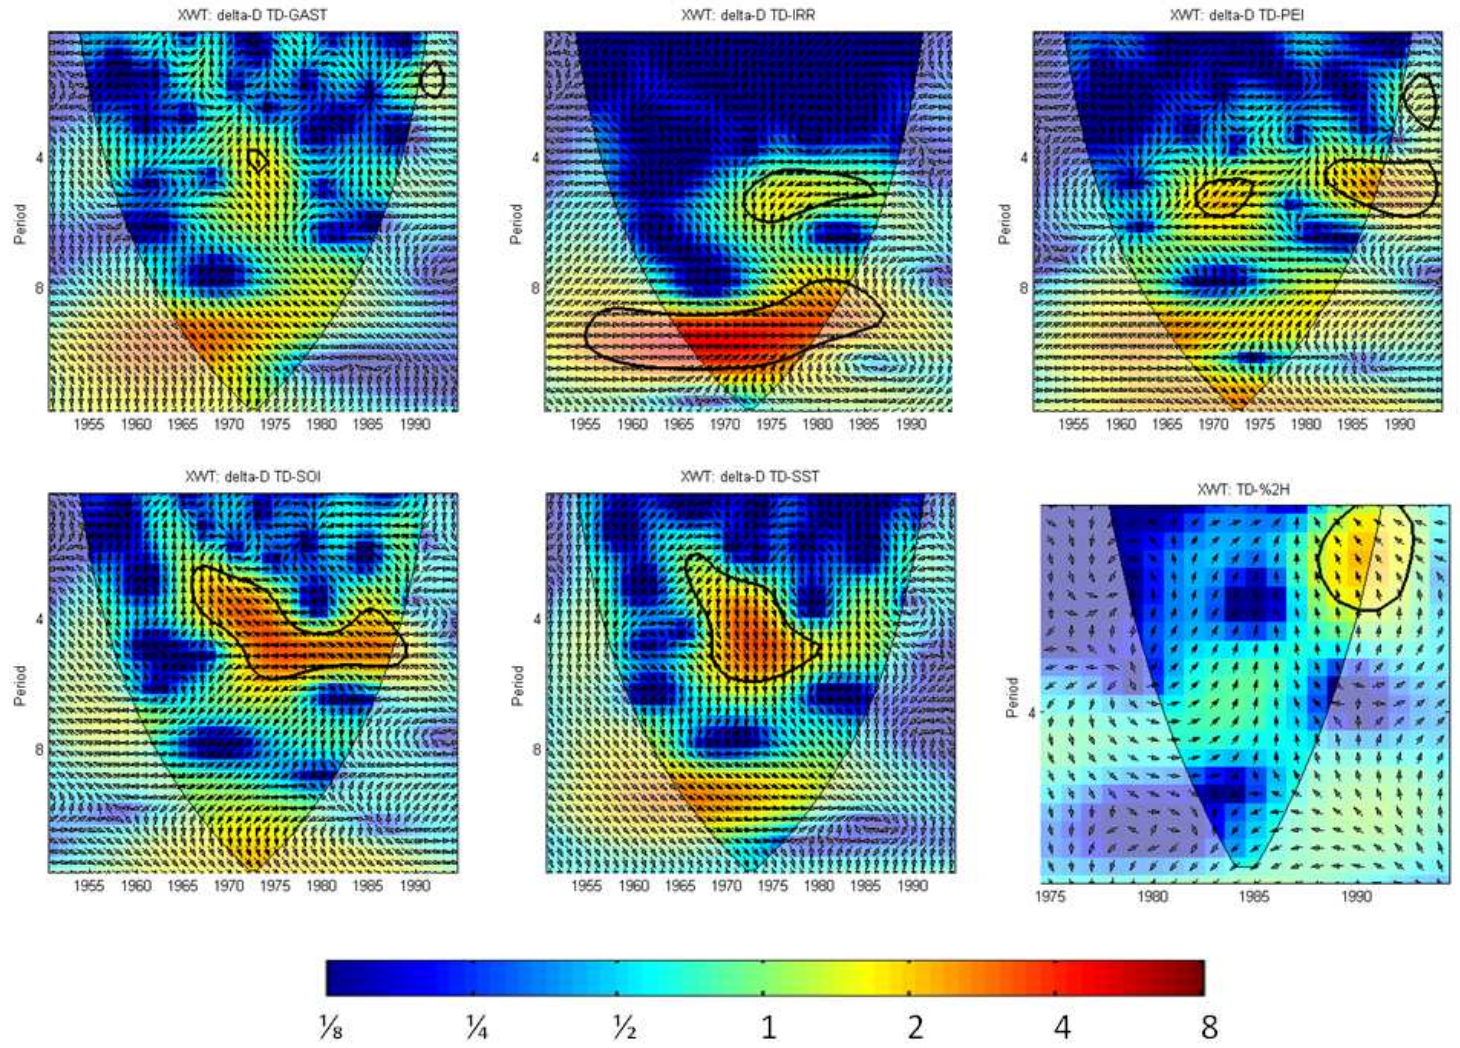 XWT: delta-D TD-GAST
XWT: delta-D TD-IRR
XWT: delta-D TD-PEI
Period
4
8
1955 1960 1965 1970 1975 1980 1985 1990
Period
4
8
1955 1960 1965 1970 1975 1980 1985 1990
Period
4
8
1955 1960 1965 1970 1975 1980 1985 1990
XWT: delta-D TD-SOI
XWT: delta-D TD-SST
XWT: TD-%2H
Period
4
8
1955 1960 1965 1970 1975 1980 1985 1990
Period
4
8
1955 1960 1965 1970 1975 1980 1985 1990
Period
4
1975 1980 1985 1990
⅛ ¼ ½ 1 2 4 8